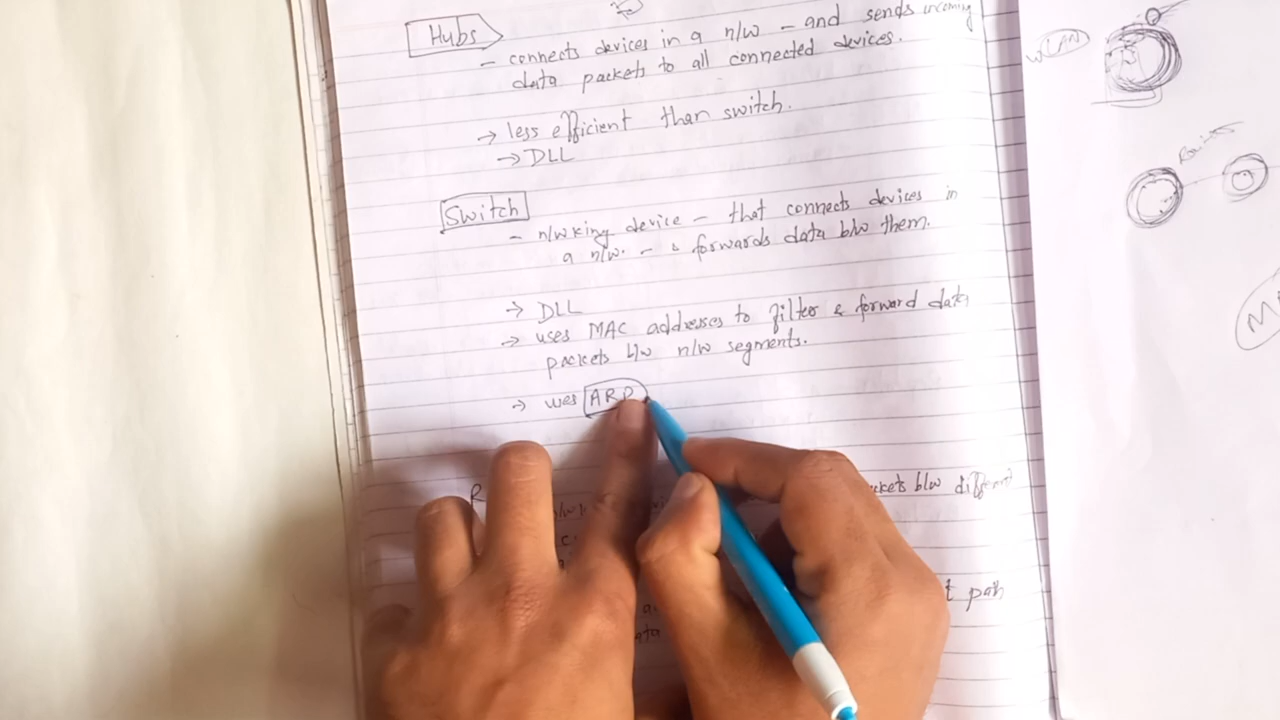 Hubs
- connects devices in a n/w - and sends incoming
data packets to all connected devices.
→ less efficient than switch.
→ DLL
Switch
- n/wking device - that connects devices in
a n/w. - & forwards data b/w them.
→ DLL
→ uses MAC addresses to filter & forward data
packets b/w n/w segments.
→ uses ARP
R
ckets b/w different
t path
ata
WLAN